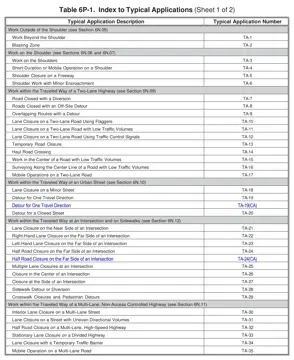 Table 6P-1. Index to Typical Applications (Sheet 1 of 2)
Typical Application Description Typical Application Number
Work Outside of the Shoulder (see Section 6N.05)
Work Beyond the Shoulder TA-1
Blasting Zone TA-2
Work on the Shoulder (see Sections 6N.06 and 6N.07)
Work on the Shoulders TA-3
Short-Duration or Mobile Operation on a Shoulder TA-4
Shoulder Closure on a Freeway TA-5
Shoulder Work with Minor Encroachment TA-6
Work within the Traveled Way of a Two-Lane Highway (see Section 6N.09)
Road Closed with a Diversion TA-7
Roads Closed with an Off-Site Detour TA-8
Overlapping Routes with a Detour TA-9
Lane Closure on a Two-Lane Road Using Flaggers TA-10
Lane Closure on a Two-Lane Road with Low Traffic Volumes TA-11
Lane Closure on a Two-Lane Road Using Traffic Control Signals TA-12
Temporary Road Closure TA-13
Haul Road Crossing TA-14
Work in the Center of a Road with Low Traffic Volumes TA-15
Surveying Along the Center Line of a Road with Low Traffic Volumes TA-16
Mobile Operations on a Two-Lane Road TA-17
Work within the Traveled Way of an Urban Street (see Section 6N.10)
Lane Closure on a Minor Street TA-18
Detour for One Travel Direction TA-19
Detour for One Travel Direction TA-19(CA)
Detour for a Closed Street TA-20
Work within the Traveled Way at an Intersection and on Sidewalks (see Section 6N.12)
Lane Closure on the Near Side of an Intersection TA-21
Right-Hand Lane Closure on the Far Side of an Intersection TA-22
Left-Hand Lane Closure on the Far Side of an Intersection TA-23
Half Road Closure on the Far Side of an Intersection TA-24
Half Road Closure on the Far Side of an Intersection TA-24(CA)
Multiple Lane Closures at an Intersection TA-25
Closure in the Center of an Intersection TA-26
Closure at the Side of an Intersection TA-27
Sidewalk Detour or Diversion TA-28
Crosswalk Closures and Pedestrian Detours TA-29
Work within the Traveled Way of a Multi-Lane, Non-Access Controlled Highway (see Section 6N.11)
Interior Lane Closure on a Multi-Lane Street TA-30
Lane Closure on a Street with Uneven Directional Volumes TA-31
Half Road Closure on a Multi-Lane, High-Speed Highway TA-32
Stationary Lane Closure on a Divided Highway TA-33
Lane Closure with a Temporary Traffic Barrier TA-34
Mobile Operation on a Multi-Lane Road TA-35